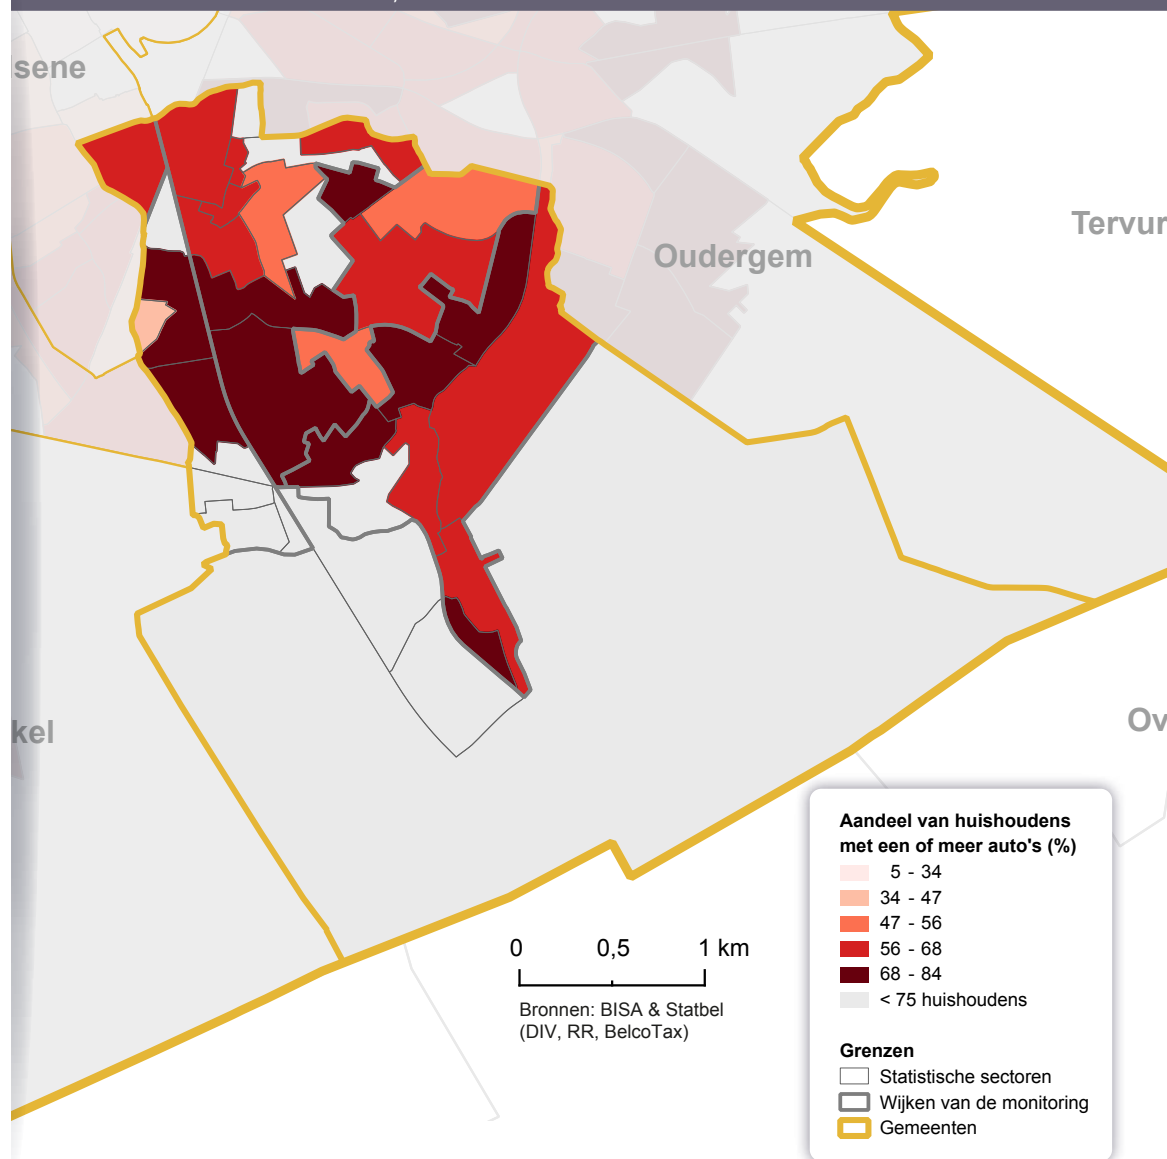 sene
Tervur
Oudergem
kel
Ov
Aandeel van huishoudens
met een of meer auto's (%)
5 - 34
34 - 47
47 - 56
56 - 68
68 - 84
< 75 huishoudens
0 0,5 1 km
Bronnen: BISA & Statbel
(DIV, RR, BelcoTax)
Grenzen
Statistische sectoren
Wijken van de monitoring
Gemeenten